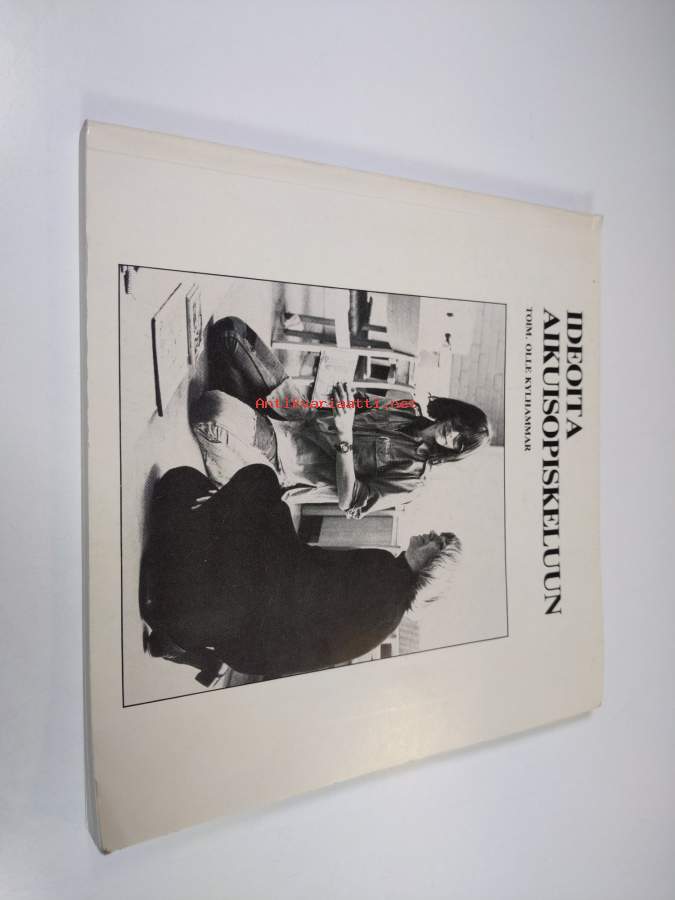 IDEOITA
AIKUISOPISKELUUN
TOIM. OLLE KYLHAMMAR
Antikvariaatti.net